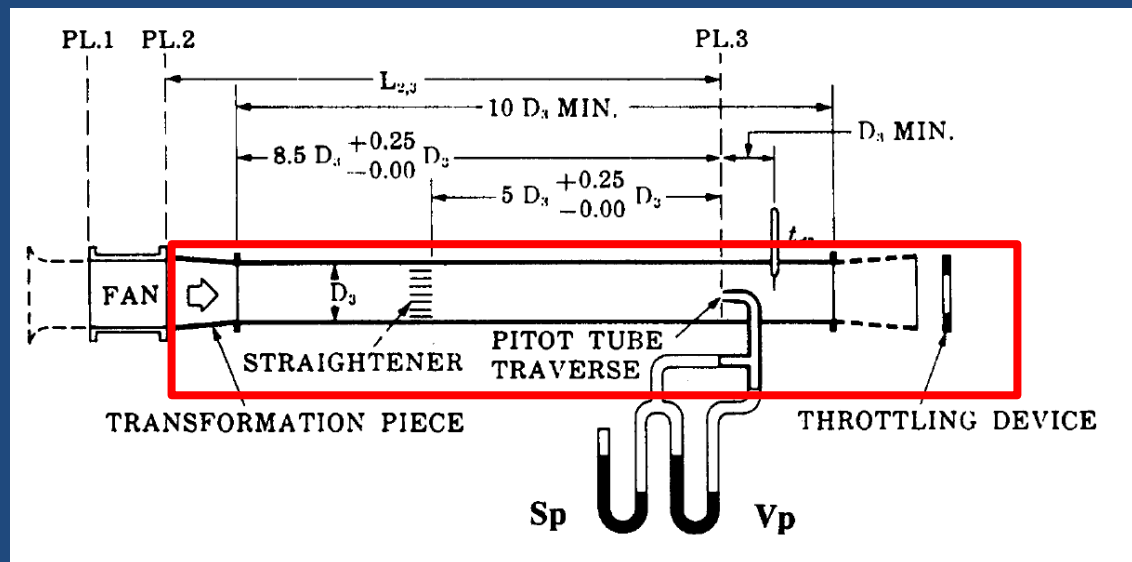 PL.1 PL.2 PL.3
L₂,₃
10 D₃ MIN.
D₃ MIN.
8.5 D₃ +0.25 -0.00 D₃
5 D₃ +0.25 -0.00 D₃
FAN
D₃
STRAIGHTENER
PITOT TUBE
TRAVERSE
TRANSFORMATION PIECE
THROTTLING DEVICE
Sp Vp